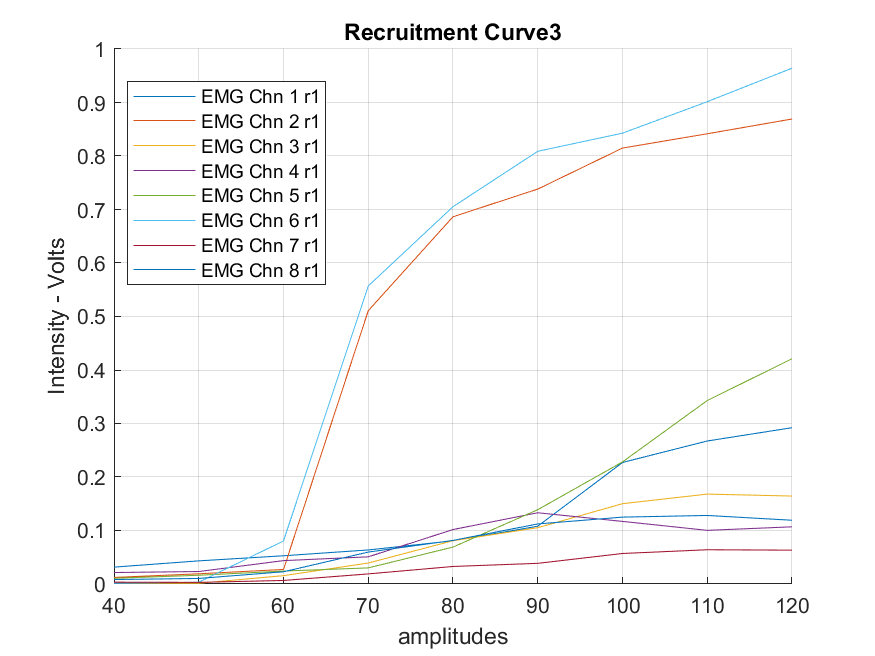 Recruitment Curve3
1
0.9
0.8
0.7
0.6
0.5
0.4
0.3
0.2
0.1
0
Intensity - Volts
EMG Chn 1 r1
EMG Chn 2 r1
EMG Chn 3 r1
EMG Chn 4 r1
EMG Chn 5 r1
EMG Chn 6 r1
EMG Chn 7 r1
EMG Chn 8 r1
40 50 60 70 80 90 100 110 120
amplitudes